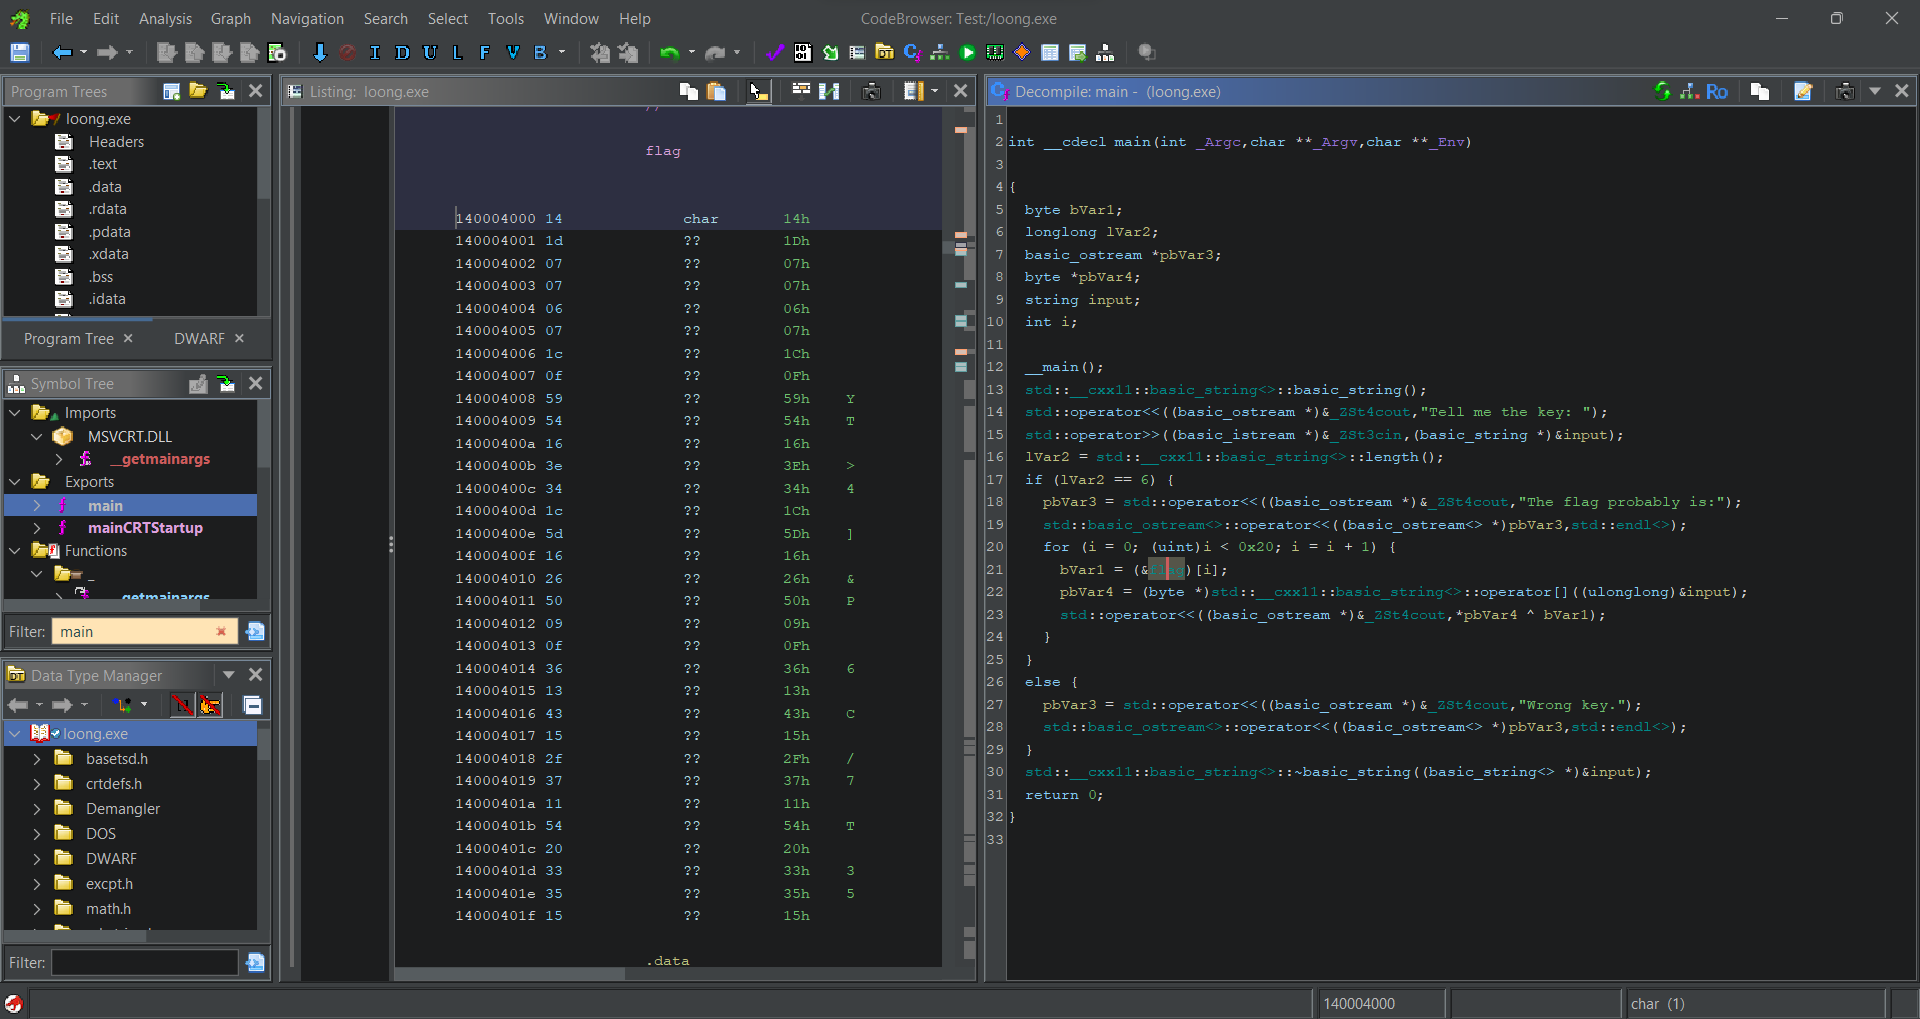 File Edit Analysis Graph Navigation Search Select Tools Window Help
CodeBrowser: Test:/loong.exe
I D U L F V B
Program Trees
loong.exe
Headers
.text
.data
.rdata
.pdata
.xdata
.bss
.idata
Program Tree
DWARF
Symbol Tree
Imports
MSVCRT.DLL
__getmainargs
Exports
main
mainCRTStartup
Functions
_
getmainargs
Filter: main
Data Type Manager
loong.exe
basetsd.h
crtdefs.h
Demangler
DOS
DWARF
excpt.h
math.h
Filter:
Listing: loong.exe
//
flag
140004000 14 char 14h
140004001 1d ?? 1Dh
140004002 07 ?? 07h
140004003 07 ?? 07h
140004004 06 ?? 06h
140004005 07 ?? 07h
140004006 1c ?? 1Ch
140004007 0f ?? 0Fh
140004008 59 ?? 59h Y
140004009 54 ?? 54h T
14000400a 16 ?? 16h
14000400b 3e ?? 3Eh >
14000400c 34 ?? 34h 4
14000400d 1c ?? 1Ch
14000400e 5d ?? 5Dh ]
14000400f 16 ?? 16h
140004010 26 ?? 26h &
140004011 50 ?? 50h P
140004012 09 ?? 09h
140004013 0f ?? 0Fh
140004014 36 ?? 36h 6
140004015 13 ?? 13h
140004016 43 ?? 43h C
140004017 15 ?? 15h
140004018 2f ?? 2Fh /
140004019 37 ?? 37h 7
14000401a 11 ?? 11h
14000401b 54 ?? 54h T
14000401c 20 ?? 20h
14000401d 33 ?? 33h 3
14000401e 35 ?? 35h 5
14000401f 15 ?? 15h
.data
Decompile: main - (loong.exe)
Ro
1
2 int __cdecl main(int _Argc,char **_Argv,char **_Env)
3
4 {
5 byte bVar1;
6 longlong lVar2;
7 basic_ostream *pbVar3;
8 byte *pbVar4;
9 string input;
10 int i;
11
12 __main();
13 std::__cxx11::basic_string<>::basic_string();
14 std::operator<<((basic_ostream *)&_ZSt4cout,"Tell me the key: ");
15 std::operator>>((basic_istream *)&_ZSt3cin,(basic_string *)&input);
16 lVar2 = std::__cxx11::basic_string<>::length();
17 if (lVar2 == 6) {
18 pbVar3 = std::operator<<((basic_ostream *)&_ZSt4cout,"The flag probably is:");
19 std::basic_ostream<>::operator<<((basic_ostream<> *)pbVar3,std::endl<>);
20 for (i = 0; (uint)i < 0x20; i = i + 1) {
21 bVar1 = (&flag)[i];
22 pbVar4 = (byte *)std::__cxx11::basic_string<>::operator[]((ulonglong)&input);
23 std::operator<<((basic_ostream *)&_ZSt4cout,*pbVar4 ^ bVar1);
24 }
25 }
26 else {
27 pbVar3 = std::operator<<((basic_ostream *)&_ZSt4cout,"Wrong key.");
28 std::basic_ostream<>::operator<<((basic_ostream<> *)pbVar3,std::endl<>);
29 }
30 std::__cxx11::basic_string<>::~basic_string((basic_string<> *)&input);
31 return 0;
32 }
33
140004000
char (1)